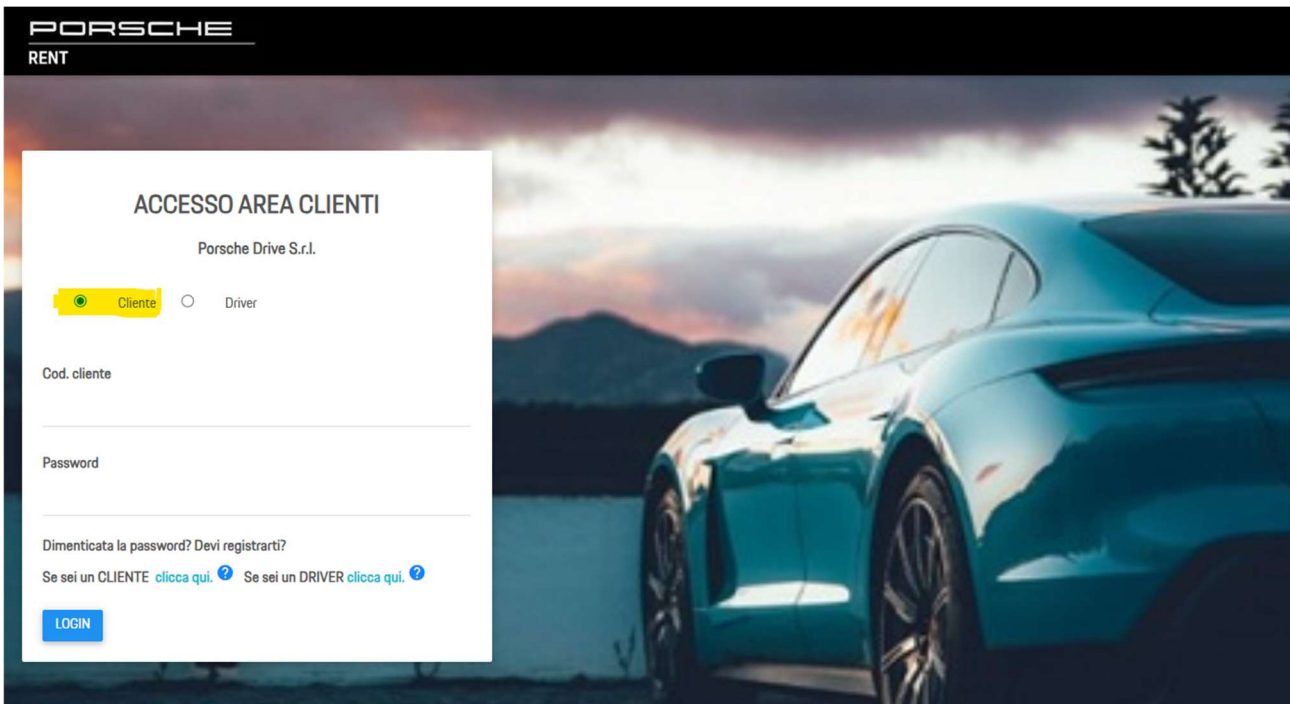 PORSCHE
RENT
ACCESSO AREA CLIENTI
Porsche Drive S.r.l.
Cliente Driver
Cod. cliente
Password
Dimenticata la password? Devi registrarti?
Se sei un CLIENTE clicca qui. ? Se sei un DRIVER clicca qui. ?
LOGIN